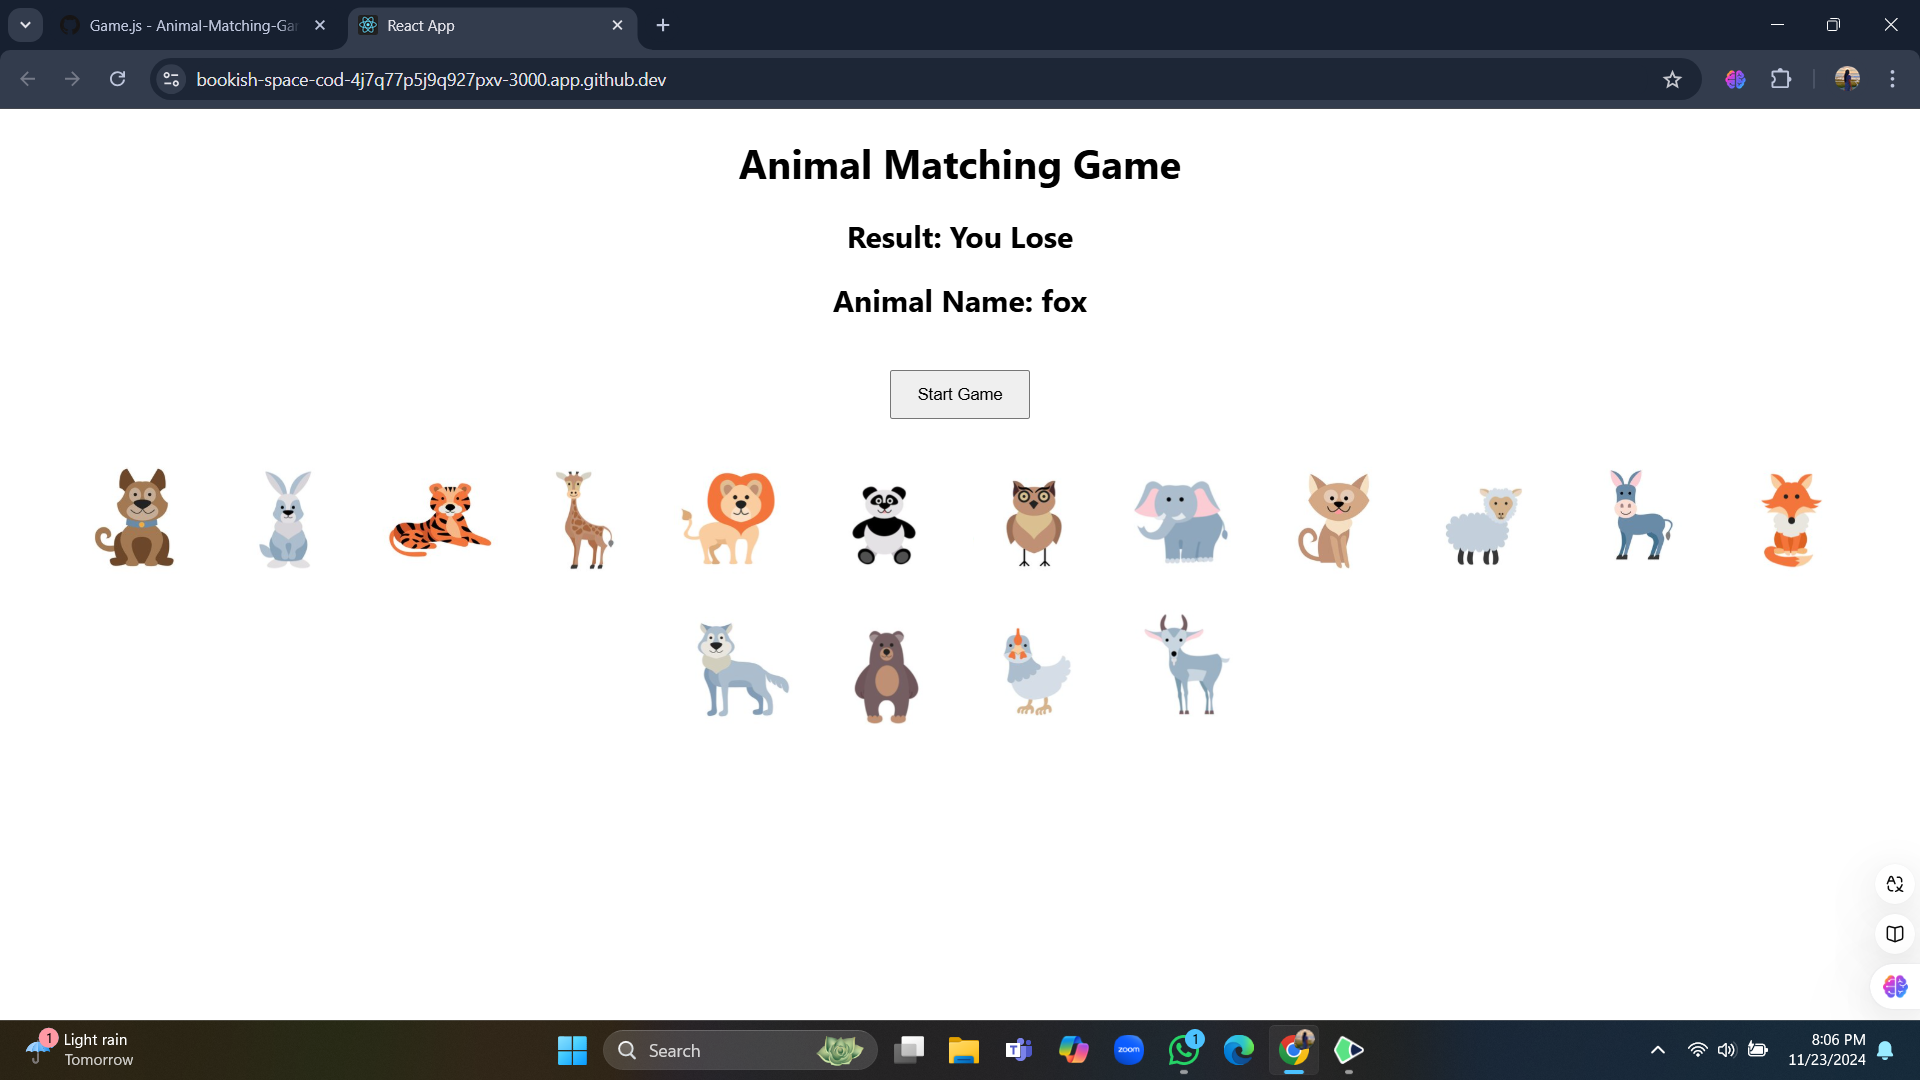 Game.js - Animal-Matching-Gar
React App
bookish-space-cod-4j7q77p5j9q927pxv-3000.app.github.dev
Animal Matching Game
Result: You Lose
Animal Name: fox
Start Game
1
Light rain
Tomorrow
Search
T
zoom
1
8:06 PM
11/23/2024